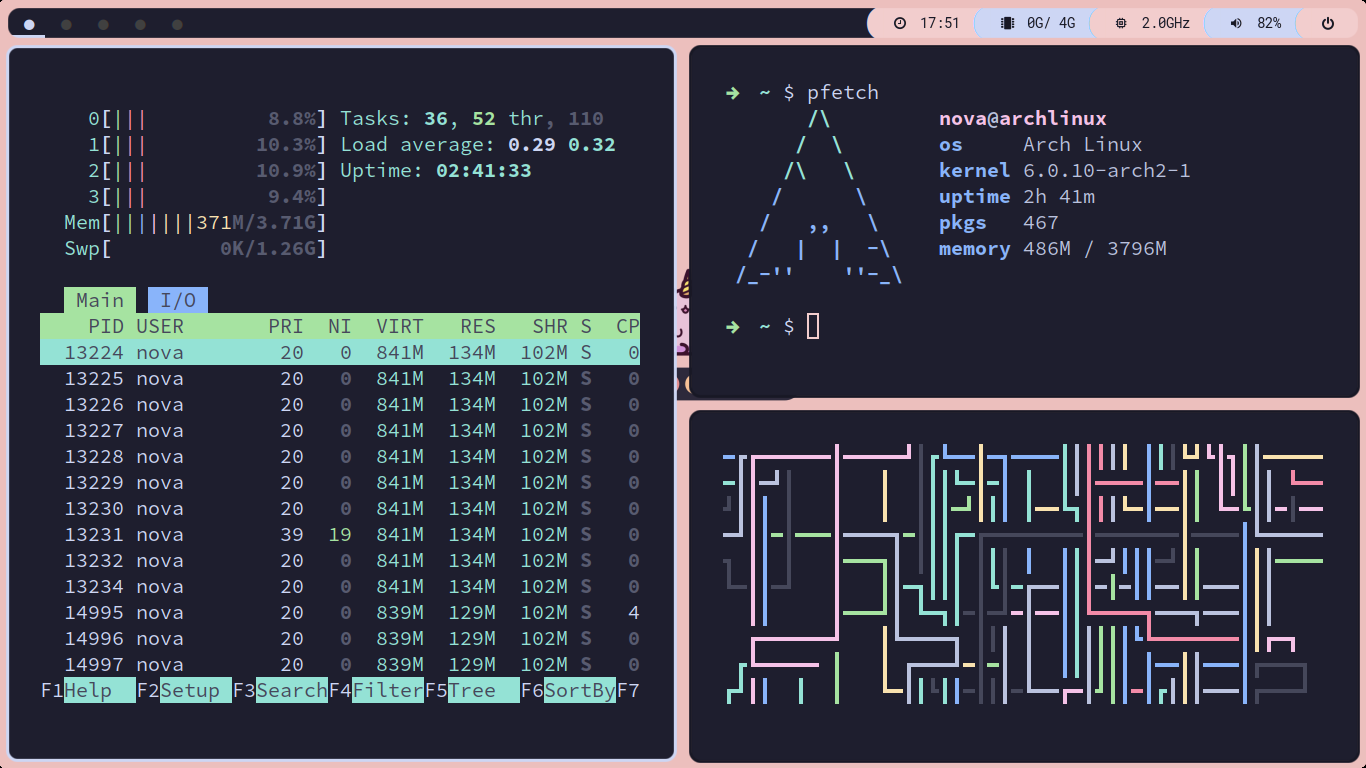 17:51 0G/ 4G 2.0GHz 82%
0[||| 8.8%] Tasks: 36, 52 thr, 110
1[||| 10.3%] Load average: 0.29 0.32
2[||| 10.9%] Uptime: 02:41:33
3[||| 9.4%]
Mem[|||||||371M/3.71G]
Swp[ 0K/1.26G]
Main I/O
PID USER PRI NI VIRT RES SHR S CP
13224 nova 20 0 841M 134M 102M S 0
13225 nova 20 0 841M 134M 102M S 0
13226 nova 20 0 841M 134M 102M S 0
13227 nova 20 0 841M 134M 102M S 0
13228 nova 20 0 841M 134M 102M S 0
13229 nova 20 0 841M 134M 102M S 0
13230 nova 20 0 841M 134M 102M S 0
13231 nova 39 19 841M 134M 102M S 0
13232 nova 20 0 841M 134M 102M S 0
13234 nova 20 0 841M 134M 102M S 0
14995 nova 20 0 839M 129M 102M S 4
14996 nova 20 0 839M 129M 102M S 0
14997 nova 20 0 839M 129M 102M S 0
F1Help F2Setup F3SearchF4FilterF5Tree F6SortByF7
➜ ~ $ pfetch
nova@archlinux
os Arch Linux
kernel 6.0.10-arch2-1
uptime 2h 41m
pkgs 467
memory 486M / 3796M
➜ ~ $